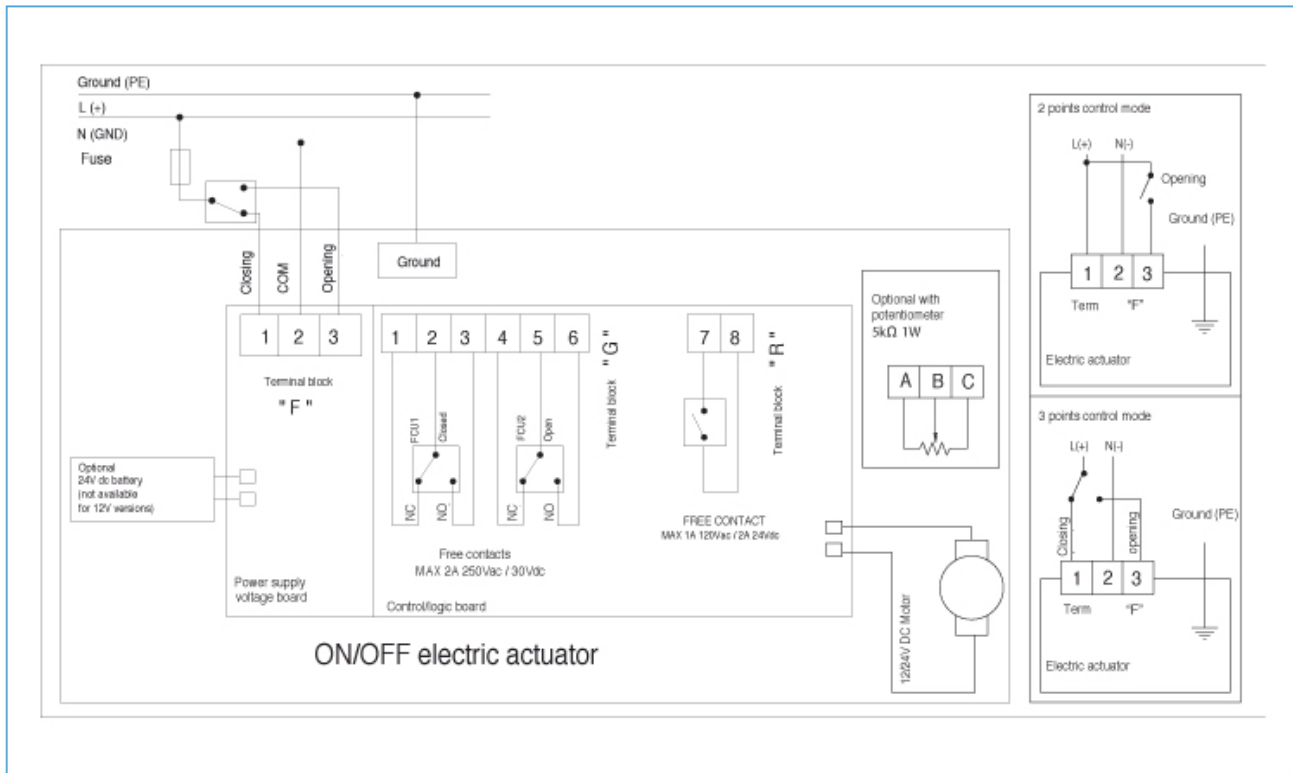 Ground (PE)
L (+)
N (GND)
Fuse
Closing
COM
Opening
Ground
1 2 3
Terminal block
" F "
1 2 3 4 5 6
Terminal block " G "
FCU1
Closed
NC
NO
FCU2
Open
NC
NO
Free contacts
MAX 2A 250Vac / 30Vdc
7 8
Terminal block " R "
FREE CONTACT
MAX 1A 120Vac / 2A 24Vdc
Optional
24V dc battery
(not available
for 12V versions)
Power supply
voltage board
Control/logic board
Optional with
potentiometer
5kΩ 1W
A B C
12/24V DC Motor
ON/OFF electric actuator
2 points control mode
L(+) N(-)
Opening
Ground (PE)
1 2 3
Term "F"
Electric actuator
3 points control mode
L(+) N(-)
Closing
opening
Ground (PE)
1 2 3
Term "F"
Electric actuator